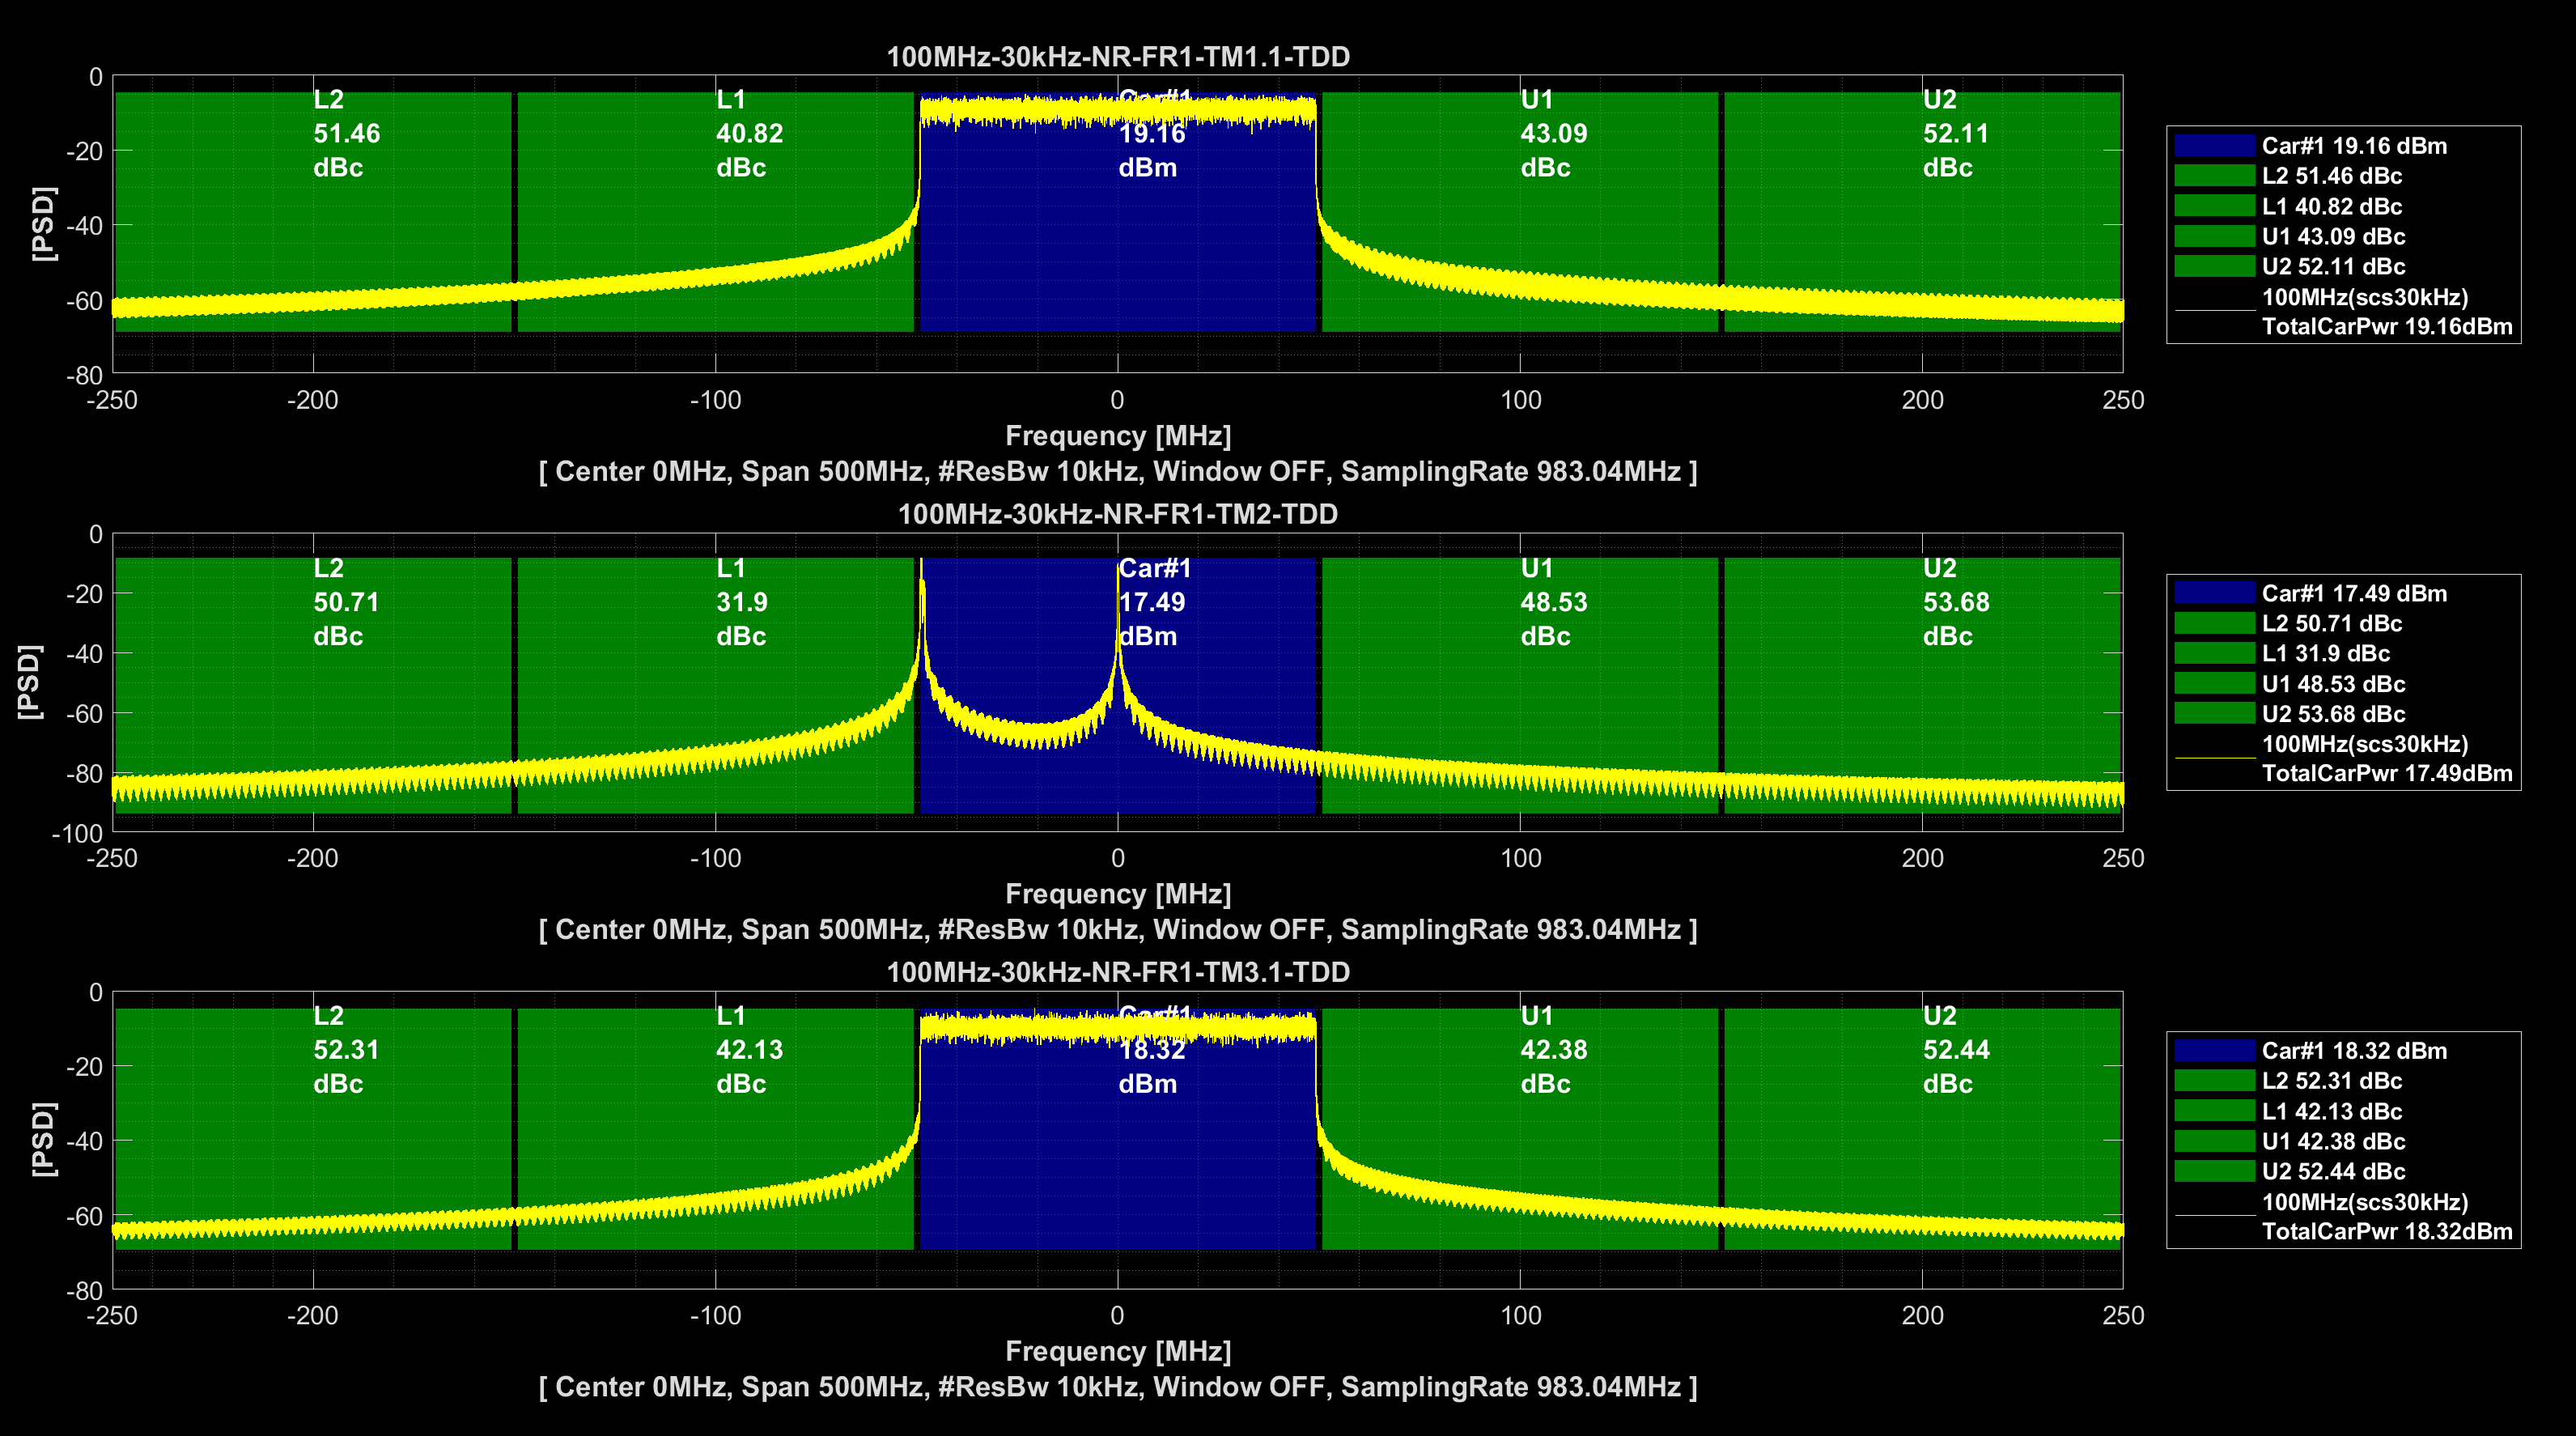 100MHz-30kHz-NR-FR1-TM1.1-TDD
0
-20
-40
-60
-80
[PSD]
L2
51.46
dBc
L1
40.82
dBc
Car#1
19.16
dBm
U1
43.09
dBc
U2
52.11
dBc
Car#1 19.16 dBm
L2 51.46 dBc
L1 40.82 dBc
U1 43.09 dBc
U2 52.11 dBc
100MHz(scs30kHz)
TotalCarPwr 19.16dBm
-250 -200 -100 0 100 200 250
Frequency [MHz]
[ Center 0MHz, Span 500MHz, #ResBw 10kHz, Window OFF, SamplingRate 983.04MHz ]
100MHz-30kHz-NR-FR1-TM2-TDD
0
-20
-40
-60
-80
-100
[PSD]
L2
50.71
dBc
L1
31.9
dBc
Car#1
17.49
dBm
U1
48.53
dBc
U2
53.68
dBc
Car#1 17.49 dBm
L2 50.71 dBc
L1 31.9 dBc
U1 48.53 dBc
U2 53.68 dBc
100MHz(scs30kHz)
TotalCarPwr 17.49dBm
-250 -200 -100 0 100 200 250
Frequency [MHz]
[ Center 0MHz, Span 500MHz, #ResBw 10kHz, Window OFF, SamplingRate 983.04MHz ]
100MHz-30kHz-NR-FR1-TM3.1-TDD
0
-20
-40
-60
-80
[PSD]
L2
52.31
dBc
L1
42.13
dBc
Car#1
18.32
dBm
U1
42.38
dBc
U2
52.44
dBc
Car#1 18.32 dBm
L2 52.31 dBc
L1 42.13 dBc
U1 42.38 dBc
U2 52.44 dBc
100MHz(scs30kHz)
TotalCarPwr 18.32dBm
-250 -200 -100 0 100 200 250
Frequency [MHz]
[ Center 0MHz, Span 500MHz, #ResBw 10kHz, Window OFF, SamplingRate 983.04MHz ]